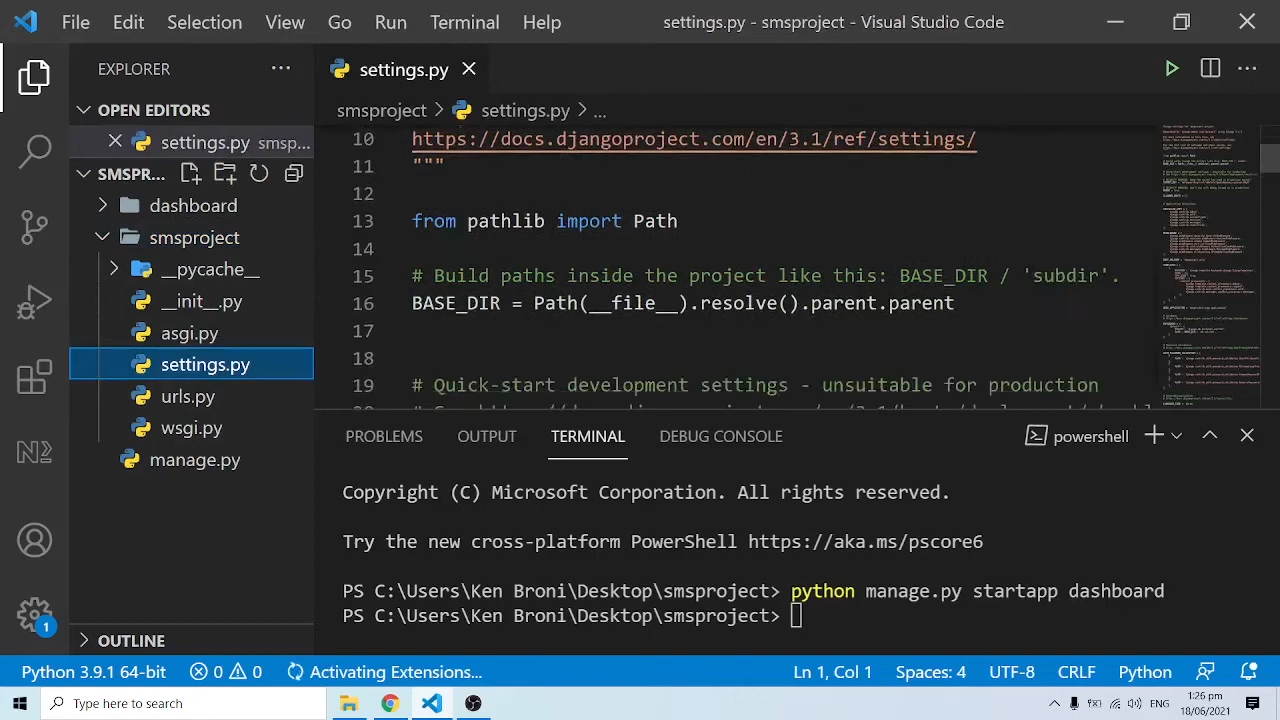 File Edit Selection View Go Run Terminal Help settings.py - smsproject - Visual Studio Code
EXPLORER
settings.py
OPEN EDITORS
smsproject > settings.py > ...
settings.py smsp...
SMSPR...
dashboard
smsproject
__pycache__
__init__.py
asgi.py
settings.py
urls.py
wsgi.py
manage.py
OUTLINE
10 https://docs.djangoproject.com/en/3.1/ref/settings/
11 """
12
13 from pathlib import Path
14
15 # Build paths inside the project like this: BASE_DIR / 'subdir'.
16 BASE_DIR = Path(__file__).resolve().parent.parent
17
18
19 # Quick-start development settings - unsuitable for production
PROBLEMS OUTPUT TERMINAL DEBUG CONSOLE powershell
Copyright (C) Microsoft Corporation. All rights reserved.
Try the new cross-platform PowerShell https://aka.ms/pscore6
PS C:\Users\Ken Broni\Desktop\smsproject> python manage.py startapp dashboard
PS C:\Users\Ken Broni\Desktop\smsproject>
1
Python 3.9.1 64-bit 0 0 Activating Extensions... Ln 1, Col 1 Spaces: 4 UTF-8 CRLF Python
Type here to search ENG 1:26 pm
18/06/2021